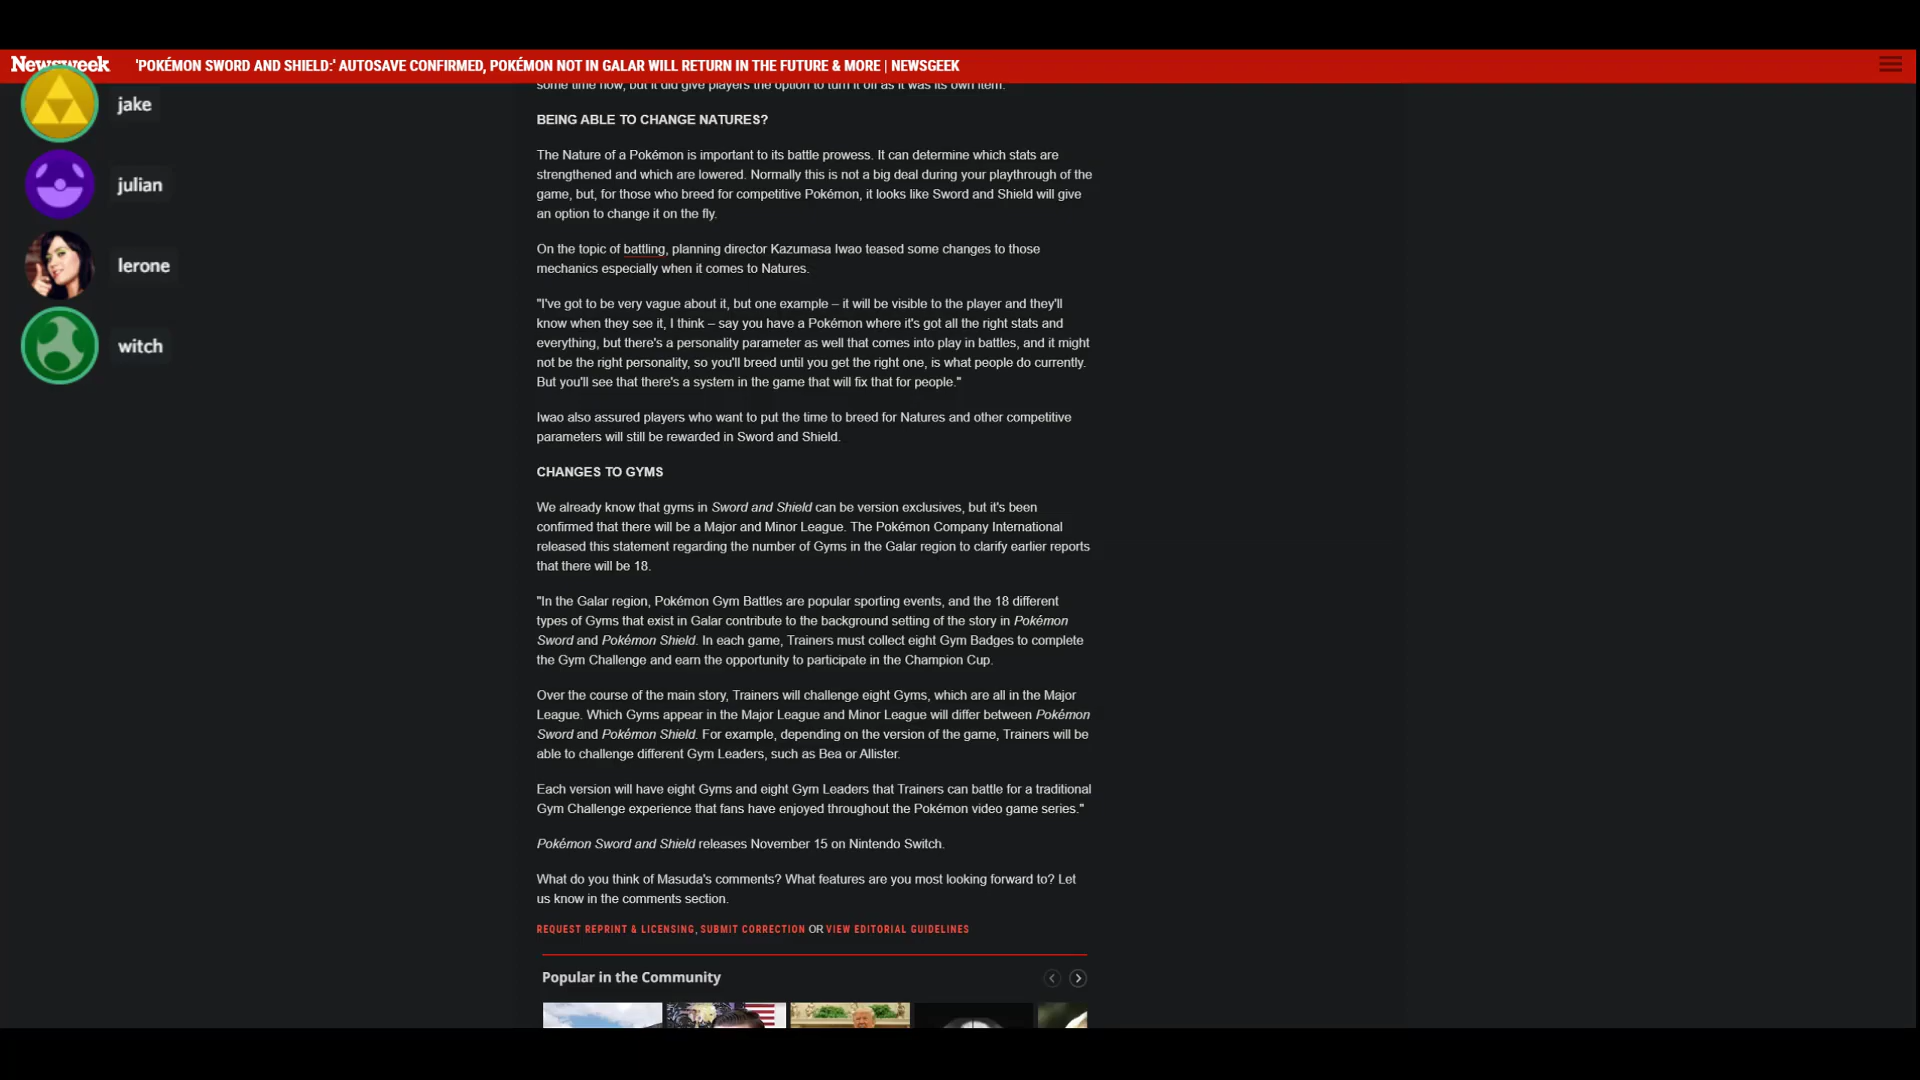 Newsweek 'POKÉMON SWORD AND SHIELD:' AUTOSAVE CONFIRMED, POKÉMON NOT IN GALAR WILL RETURN IN THE FUTURE & MORE | NEWSGEEK
jake
julian
lerone
witch
some time now, but it did give players the option to turn it off as it was its own item.
BEING ABLE TO CHANGE NATURES?
The Nature of a Pokémon is important to its battle prowess. It can determine which stats are
strengthened and which are lowered. Normally this is not a big deal during your playthrough of the
game, but, for those who breed for competitive Pokémon, it looks like Sword and Shield will give
an option to change it on the fly.
On the topic of battling, planning director Kazumasa Iwao teased some changes to those
mechanics especially when it comes to Natures.
"I've got to be very vague about it, but one example – it will be visible to the player and they'll
know when they see it, I think – say you have a Pokémon where it's got all the right stats and
everything, but there's a personality parameter as well that comes into play in battles, and it might
not be the right personality, so you'll breed until you get the right one, is what people do currently.
But you'll see that there's a system in the game that will fix that for people."
Iwao also assured players who want to put the time to breed for Natures and other competitive
parameters will still be rewarded in Sword and Shield.
CHANGES TO GYMS
We already know that gyms in Sword and Shield can be version exclusives, but it's been
confirmed that there will be a Major and Minor League. The Pokémon Company International
released this statement regarding the number of Gyms in the Galar region to clarify earlier reports
that there will be 18.
"In the Galar region, Pokémon Gym Battles are popular sporting events, and the 18 different
types of Gyms that exist in Galar contribute to the background setting of the story in Pokémon
Sword and Pokémon Shield. In each game, Trainers must collect eight Gym Badges to complete
the Gym Challenge and earn the opportunity to participate in the Champion Cup.
Over the course of the main story, Trainers will challenge eight Gyms, which are all in the Major
League. Which Gyms appear in the Major League and Minor League will differ between Pokémon
Sword and Pokémon Shield. For example, depending on the version of the game, Trainers will be
able to challenge different Gym Leaders, such as Bea or Allister.
Each version will have eight Gyms and eight Gym Leaders that Trainers can battle for a traditional
Gym Challenge experience that fans have enjoyed throughout the Pokémon video game series."
Pokémon Sword and Shield releases November 15 on Nintendo Switch.
What do you think of Masuda's comments? What features are you most looking forward to? Let
us know in the comments section.
REQUEST REPRINT & LICENSING, SUBMIT CORRECTION OR VIEW EDITORIAL GUIDELINES
Popular in the Community